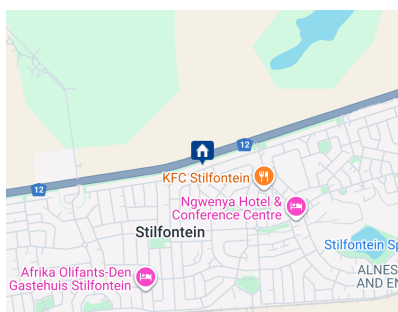 12
KFC Stilfontein
12
Ngwenya Hotel &
Conference Centre
Stilfontein
Stilfontein Sp
Afrika Olifants-Den
Gastehuis Stilfontein
ALNES
AND EN